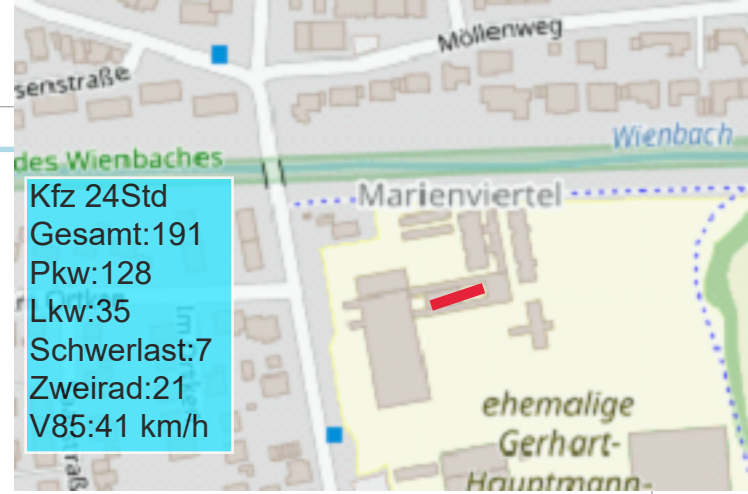 Möllenweg
senstraße
Wienbach
des Wienbaches
Marienviertel
Kfz 24Std
Gesamt:191
Pkw:128
Lkw:35
Schwerlast:7
Zweirad:21
V85:41 km/h
ehemalige
Gerhart-
Hauptmann-